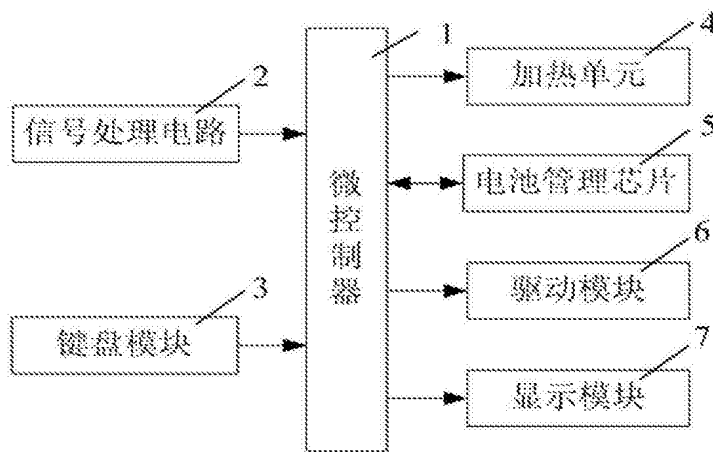 1
微控制器
2
信号处理电路
3
键盘模块
4
加热单元
5
电池管理芯片
6
驱动模块
7
显示模块